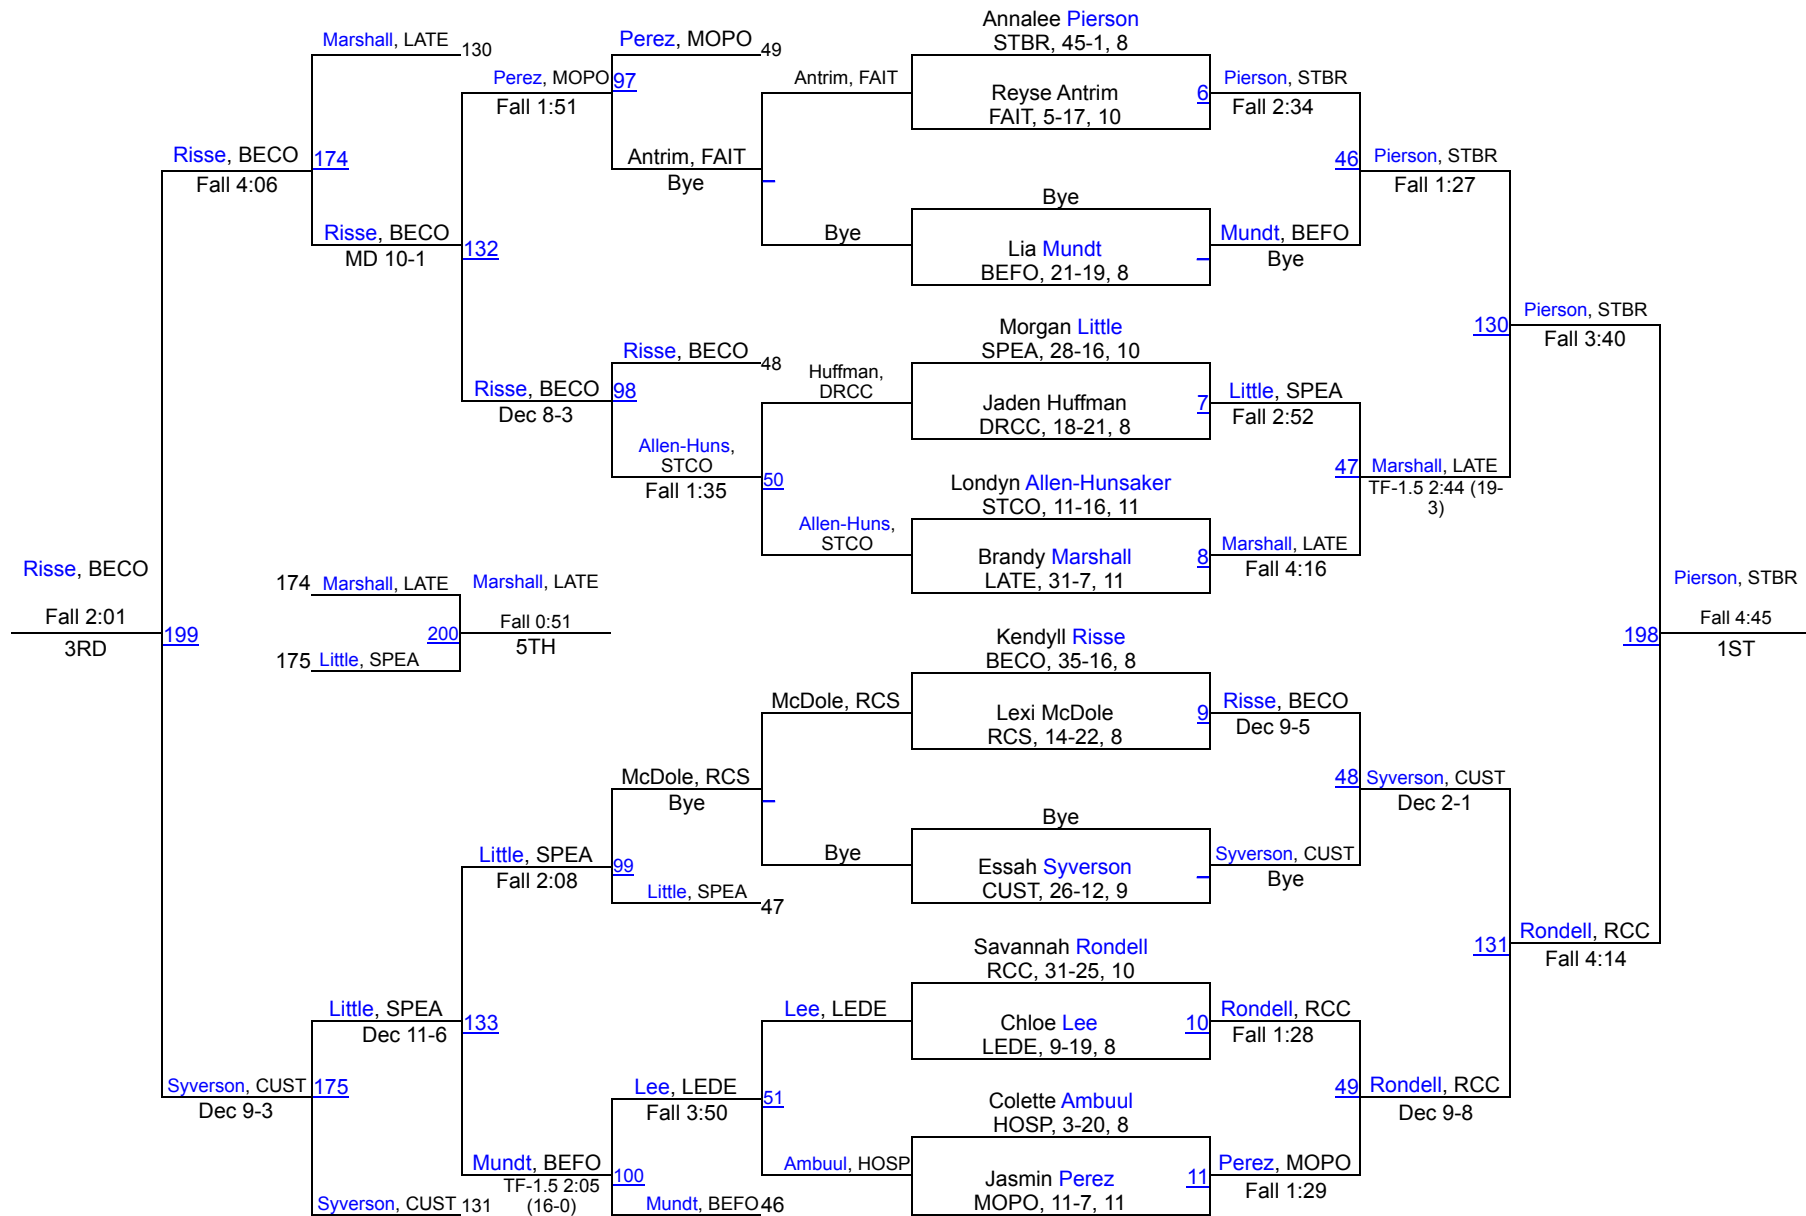 Annalee Pierson
STBR, 45-1, 8
Marshall, LATE
130
Perez, MOPO
49
Perez, MOPO
97
Fall 1:51
Antrim, FAIT
Reyse Antrim
FAIT, 5-17, 10
6
Pierson, STBR
Fall 2:34
Risse, BECO
174
Fall 4:06
Antrim, FAIT
Bye
46
Pierson, STBR
Fall 1:27
Bye
Risse, BECO
132
MD 10-1
Bye
Lia Mundt
BEFO, 21-19, 8
Mundt, BEFO
Bye
Morgan Little
SPEA, 28-16, 10
130
Pierson, STBR
Fall 3:40
Risse, BECO
48
Risse, BECO
98
Dec 8-3
Huffman,
DRCC
Jaden Huffman
DRCC, 18-21, 8
7
Little, SPEA
Fall 2:52
Allen-Huns,
STCO
Fall 1:35
50
Londyn Allen-Hunsaker
STCO, 11-16, 11
47
Marshall, LATE
TF-1.5 2:44 (19-
3)
Allen-Huns,
STCO
Brandy Marshall
LATE, 31-7, 11
8
Marshall, LATE
Fall 4:16
Risse, BECO
Fall 2:01
3RD
199
174
Marshall, LATE
Marshall, LATE
200
Fall 0:51
5TH
175
Little, SPEA
Pierson, STBR
198
Fall 4:45
1ST
Kendyll Risse
BECO, 35-16, 8
McDole, RCS
Lexi McDole
RCS, 14-22, 8
9
Risse, BECO
Dec 9-5
McDole, RCS
Bye
48
Syverson, CUST
Dec 2-1
Bye
Little, SPEA
99
Fall 2:08
Bye
Essah Syverson
CUST, 26-12, 9
Syverson, CUST
Bye
Little, SPEA
47
Savannah Rondell
RCC, 31-25, 10
131
Rondell, RCC
Fall 4:14
Little, SPEA
133
Dec 11-6
Lee, LEDE
Chloe Lee
LEDE, 9-19, 8
10
Rondell, RCC
Fall 1:28
Syverson, CUST
175
Dec 9-3
Lee, LEDE
51
Fall 3:50
Colette Ambuul
HOSP, 3-20, 8
49
Rondell, RCC
Dec 9-8
Mundt, BEFO
100
TF-1.5 2:05
(16-0)
Ambuul, HOSP
Jasmin Perez
MOPO, 11-7, 11
11
Perez, MOPO
Fall 1:29
Syverson, CUST
131
Mundt, BEFO
46